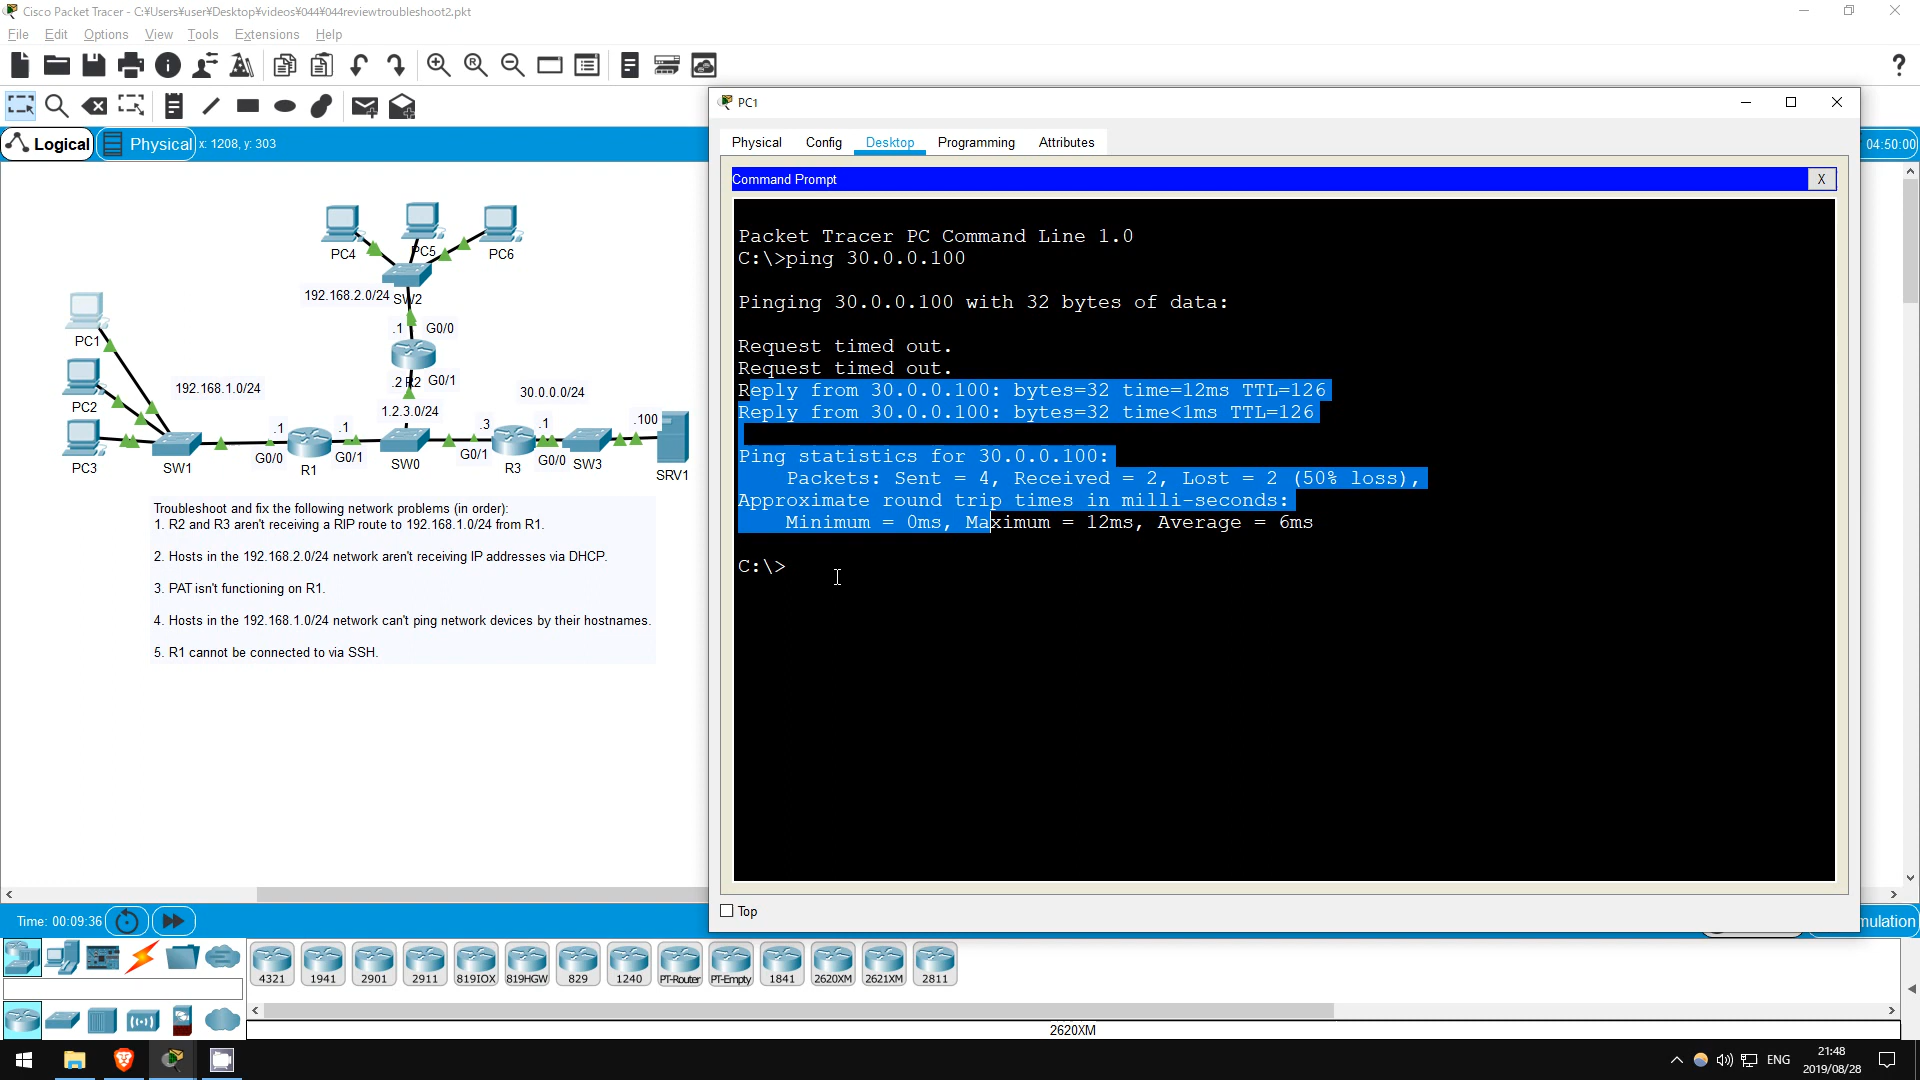 Cisco Packet Tracer - C:¥Users¥user¥Desktop¥videos¥044¥044reviewtroubleshoot2.pkt
File Edit Options View Tools Extensions Help
Logical
Physical x: 1208, y: 303
04:50:00
PC1
Physical Config Desktop Programming Attributes
Command Prompt
X
Packet Tracer PC Command Line 1.0
C:\>ping 30.0.0.100
Pinging 30.0.0.100 with 32 bytes of data:
Request timed out.
Request timed out.
Reply from 30.0.0.100: bytes=32 time=12ms TTL=126
Reply from 30.0.0.100: bytes=32 time<1ms TTL=126
Ping statistics for 30.0.0.100:
Packets: Sent = 4, Received = 2, Lost = 2 (50% loss),
Approximate round trip times in milli-seconds:
Minimum = 0ms, Maximum = 12ms, Average = 6ms
C:\>
Top
PC4
PC5
PC6
192.168.2.0/24
SW2
.1 G0/0
PC1
.2 R2 G0/1
192.168.1.0/24
30.0.0.0/24
PC2
1.2.3.0/24
.1 .1 .3 .1 .100
G0/0 G0/1 G0/1 G0/0
PC3 SW1 R1 SW0 R3 SW3 SRV1
Troubleshoot and fix the following network problems (in order):
1. R2 and R3 aren't receiving a RIP route to 192.168.1.0/24 from R1.
2. Hosts in the 192.168.2.0/24 network aren't receiving IP addresses via DHCP.
3. PAT isn't functioning on R1.
4. Hosts in the 192.168.1.0/24 network can't ping network devices by their hostnames.
5. R1 cannot be connected to via SSH.
Time: 00:09:36
mulation
4321 1941 2901 2911 819IOX 819HGW 829 1240 PT-Router PT-Empty 1841 2620XM 2621XM 2811
2620XM
ENG
21:48
2019/08/28